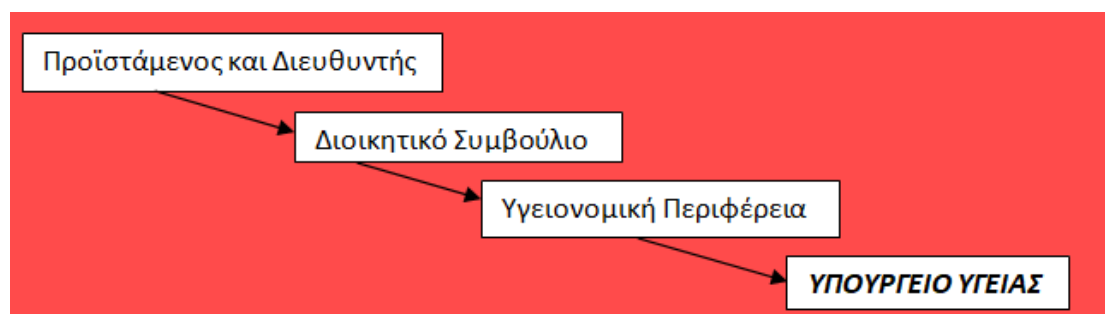 Προϊστάμενος και Διευθυντής
Διοικητικό Συμβούλιο
Υγειονομική Περιφέρεια
ΥΠΟΥΡΓΕΙΟ ΥΓΕΙΑΣ